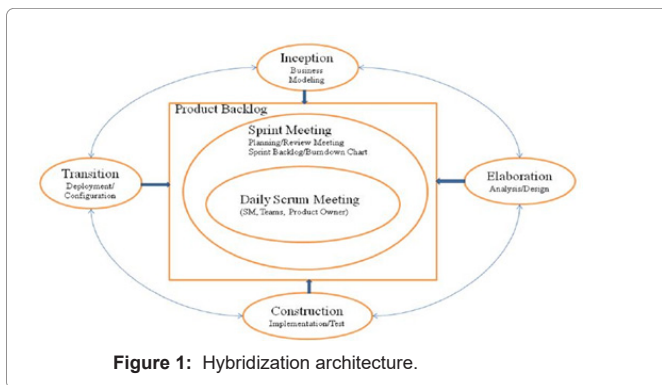 Inception
Business
Modeling
Product Backlog
Sprint Meeting
Planning/Review Meeting
Sprint Backlog/Burndown Chart
Transition
Deployment/
Configuration
Elaboration
Analysis/Design
Daily Scrum Meeting
(SM, Teams, Product Owner)
Construction
Implementation/Test
Figure 1: Hybridization architecture.